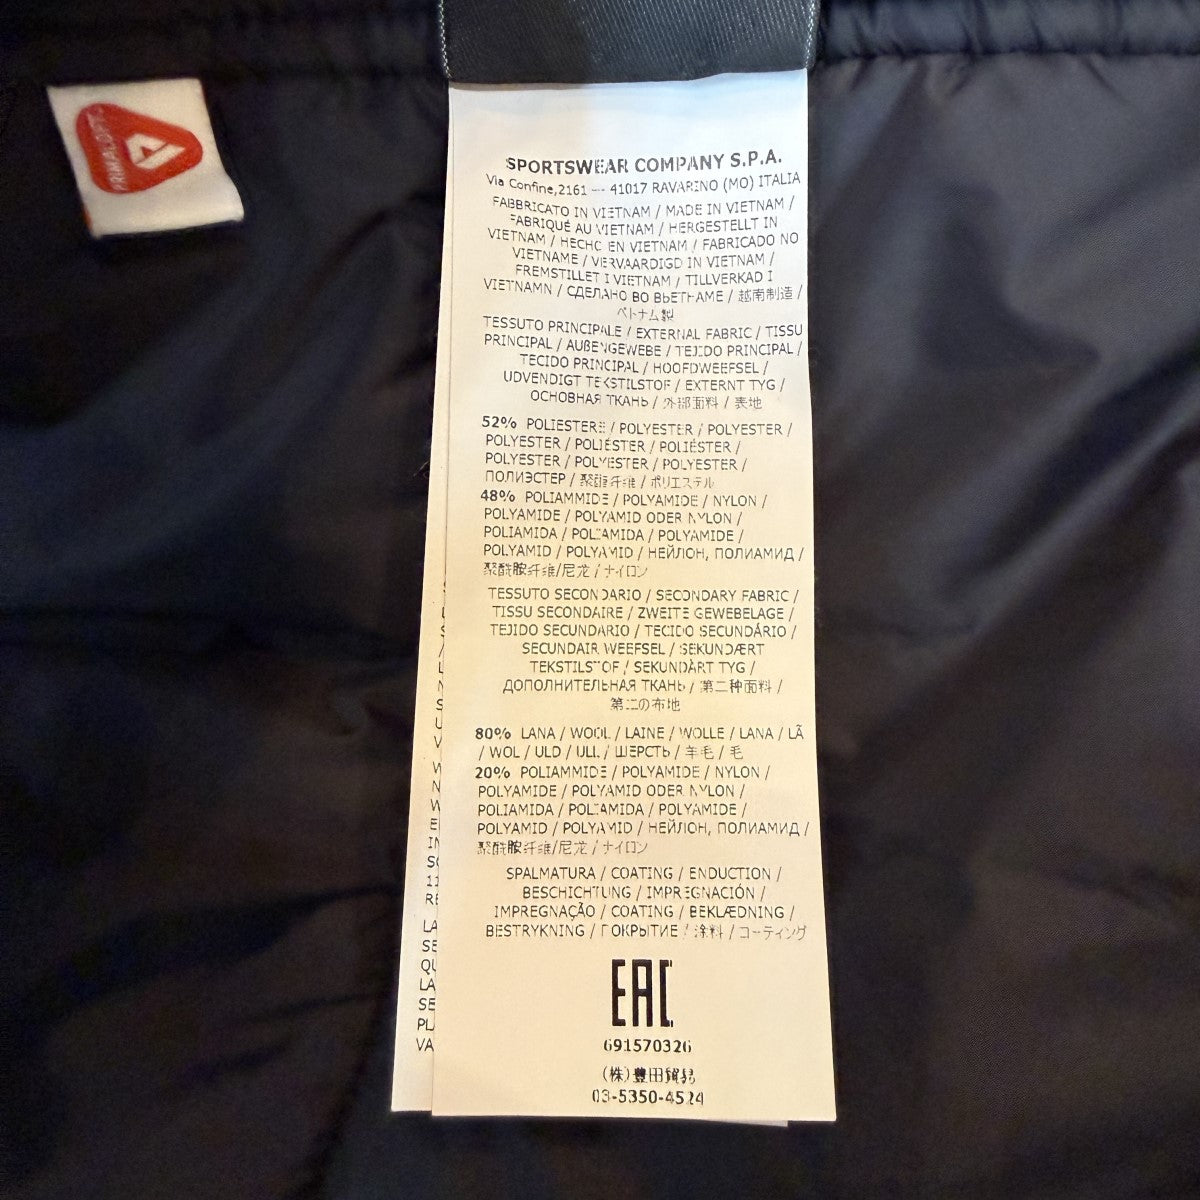 PRIMALOFT
SPORTSWEAR COMPANY S.P.A.
Via Confine,2161 -- 41017 RAVARINO (MO) ITALIA
FABBRICATO IN VIETNAM / MADE IN VIETNAM /
FABRIQUÉ AU VIETNAM / HERGESTELLT IN
VIETNAM / HECHO EN VIETNAM / FABRICADO NO
VIETNAME / VERVAARDIGD IN VIETNAM /
FREMSTILLET I VIETNAM / TILLVERKAD I
VIETNAMN / СДЕЛАНО ВО ВЬЕТНАМЕ / 越南制造 /
ベトナム製
TESSUTO PRINCIPALE / EXTERNAL FABRIC / TISSU
PRINCIPAL / AUßENGEWEBE / TEJIDO PRINCIPAL /
TECIDO PRINCIPAL / HOOFDWEEFSEL /
UDVENDIGT TEKSTILSTOF / EXTERNT TYG /
ОСНОВНАЯ ТКАНЬ / 外部面料 / 表地
52% POLIESTERE / POLYESTER / POLYESTER /
POLYESTER / POLIÉSTER / POLIÉSTER /
POLYESTER / POLYESTER / POLYESTER /
ПОЛИЭСТЕР / 聚酯纤维 / ポリエステル
48% POLIAMMIDE / POLYAMIDE / NYLON /
POLYAMIDE / POLYAMID ODER NYLON /
POLIAMIDA / POLIAMIDA / POLYAMIDE /
POLYAMID / POLYAMID / НЕЙЛОН, ПОЛИАМИД /
聚酰胺纤维/尼龙 / ナイロン
TESSUTO SECONDARIO / SECONDARY FABRIC /
TISSU SECONDAIRE / ZWEITE GEWEBELAGE /
TEJIDO SECUNDARIO / TECIDO SECUNDÁRIO /
SECUNDAIR WEEFSEL / SEKUNDÆRT
TEKSTILSTOF / SEKUNDÄRT TYG /
ДОПОЛНИТЕЛЬНАЯ ТКАНЬ / 第二种面料 /
第二の布地
80% LANA / WOOL / LAINE / WOLLE / LANA / LÃ
/ WOL / ULD / ULL / ШЕРСТЬ / 羊毛 / 毛
20% POLIAMMIDE / POLYAMIDE / NYLON /
POLYAMIDE / POLYAMID ODER NYLON /
POLIAMIDA / POLIAMIDA / POLYAMIDE /
POLYAMID / POLYAMID / НЕЙЛОН, ПОЛИАМИД /
聚酰胺纤维/尼龙 / ナイロン
SPALMATURA / COATING / ENDUCTION /
BESCHICHTUNG / IMPREGNACIÓN /
IMPREGNAÇÃO / COATING / BEKLÆDNING /
BESTRYKNING / ПОКРЫТИЕ / 涂料 / コーティング
EAC
691570326
(株)豊田貿易
03-5350-4524